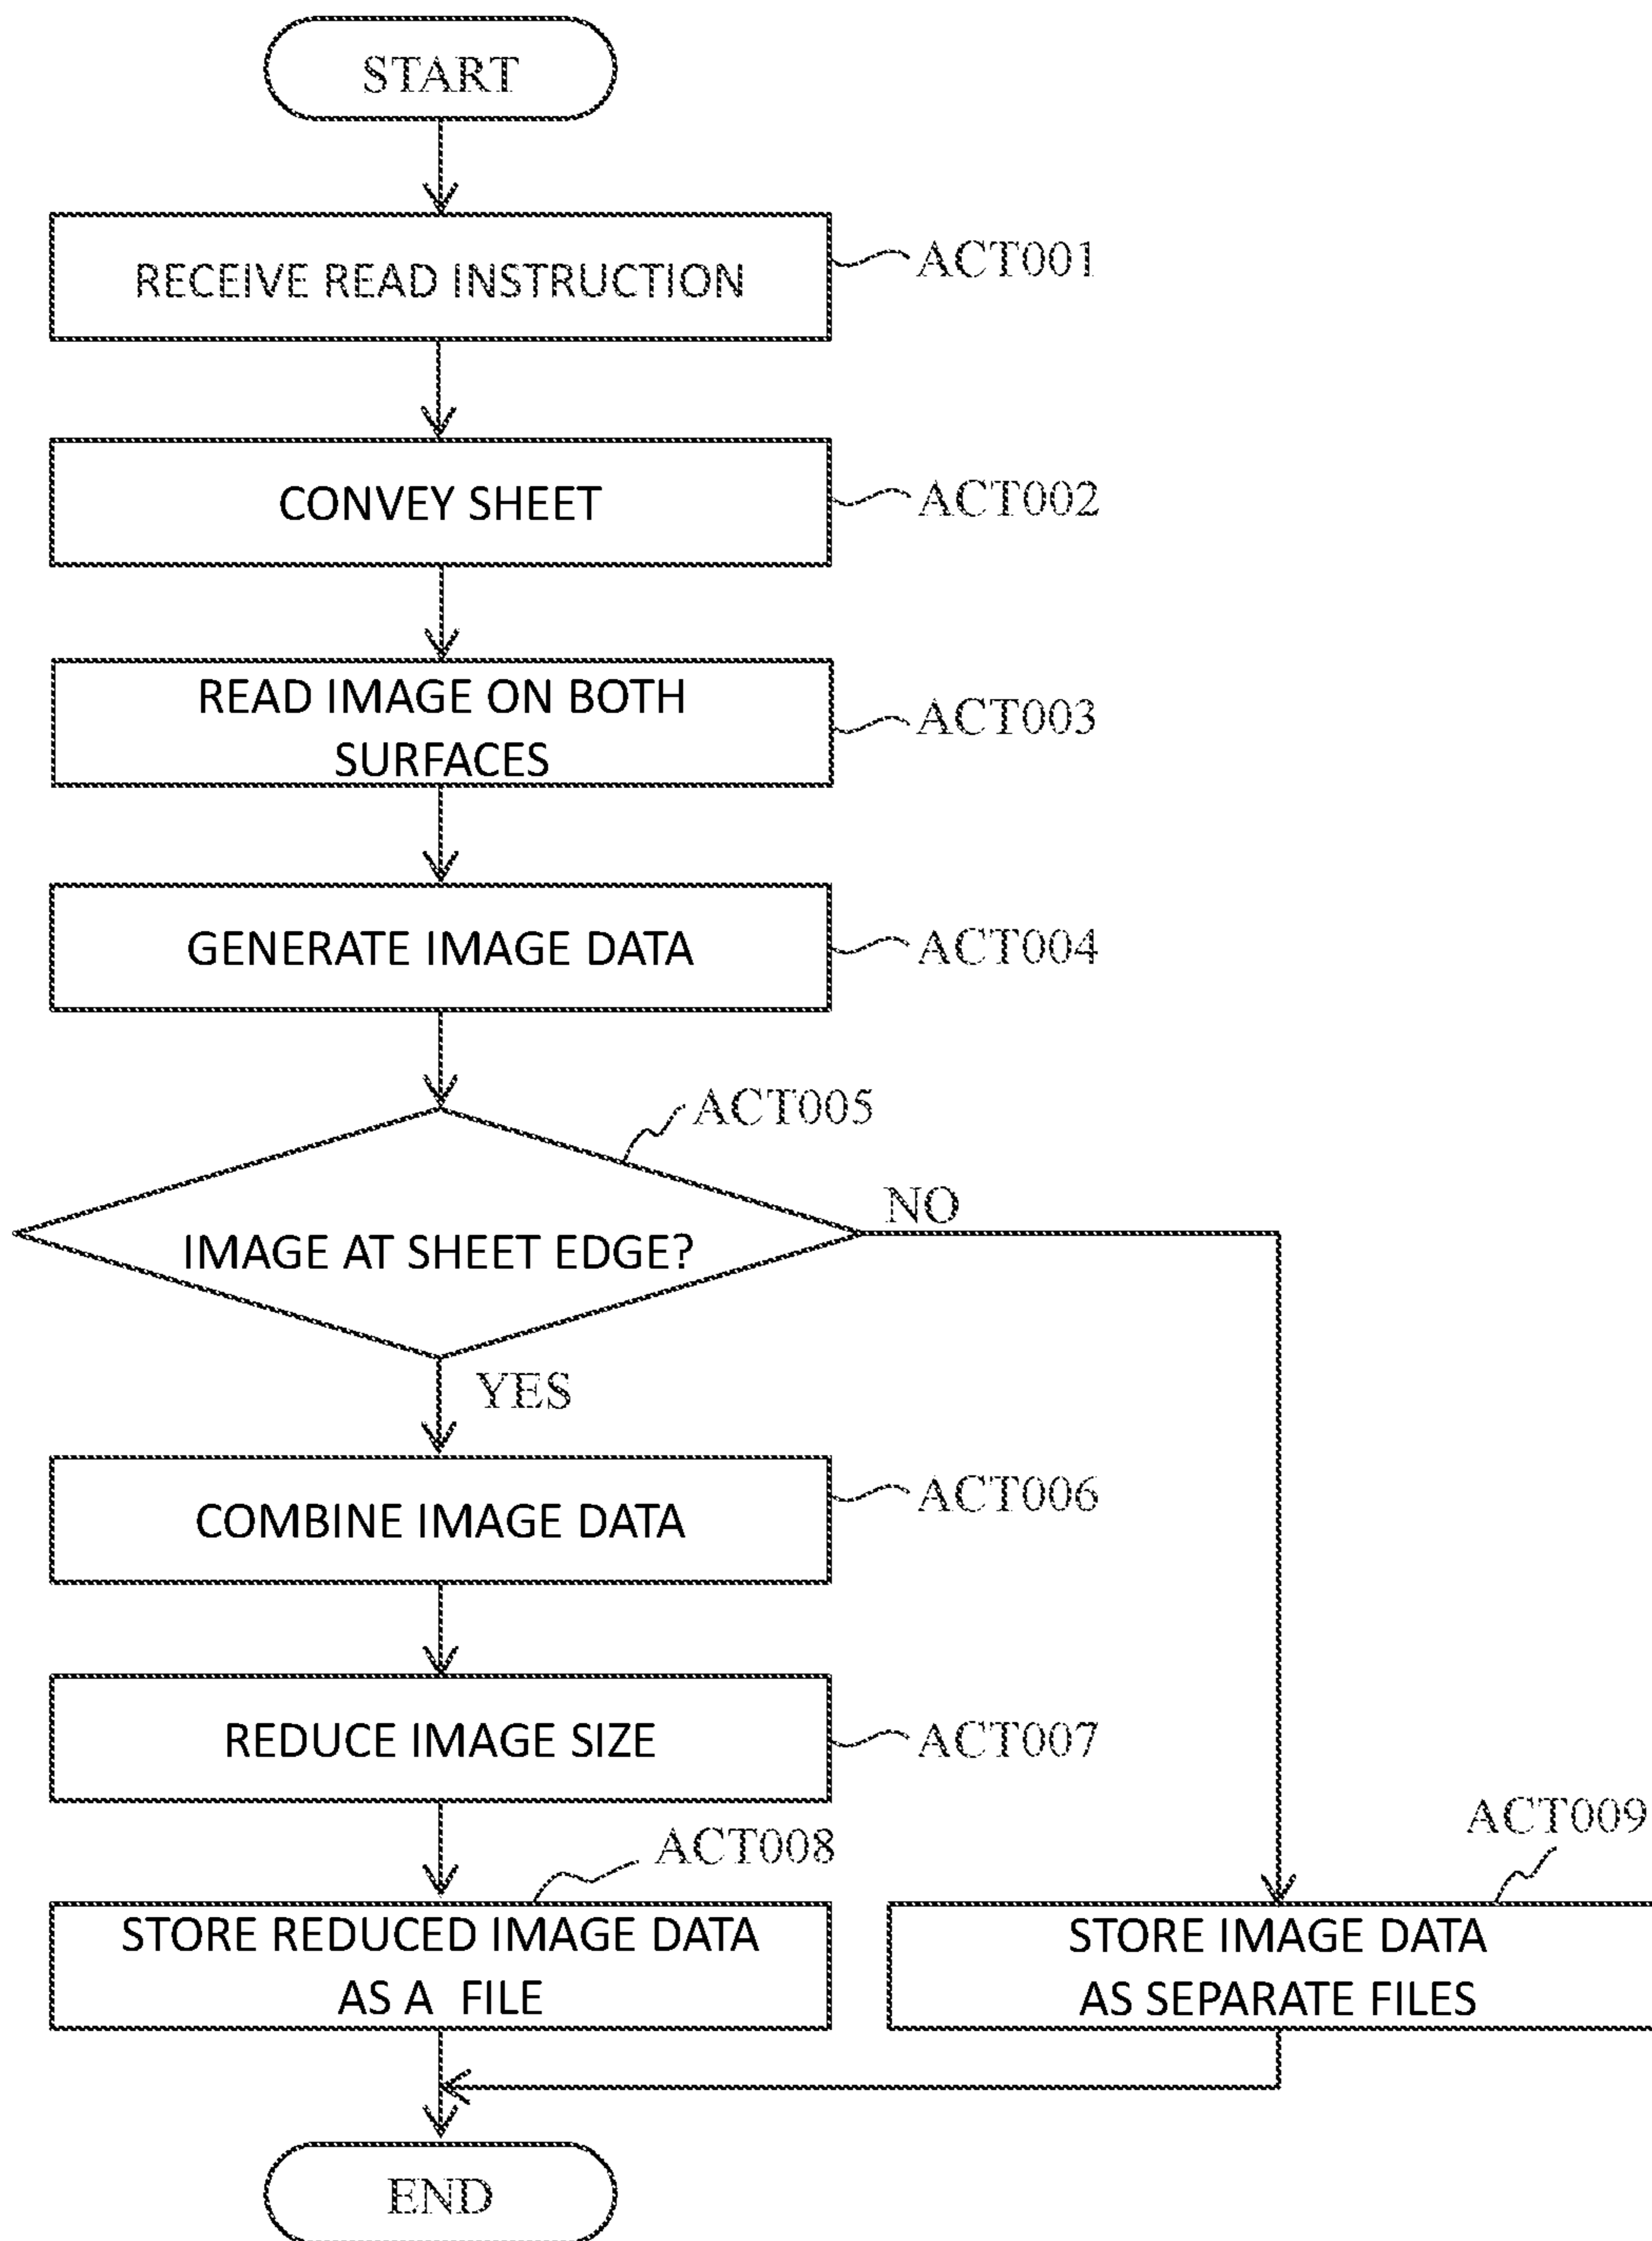 START
RECEIVE READ INSTRUCTION
ACT001
CONVEY SHEET
ACT002
READ IMAGE ON BOTH
SURFACES
ACT003
GENERATE IMAGE DATA
ACT004
ACT005
IMAGE AT SHEET EDGE?
NO
YES
COMBINE IMAGE DATA
ACT006
REDUCE IMAGE SIZE
ACT007
ACT008
STORE REDUCED IMAGE DATA
AS A FILE
ACT009
STORE IMAGE DATA
AS SEPARATE FILES
END